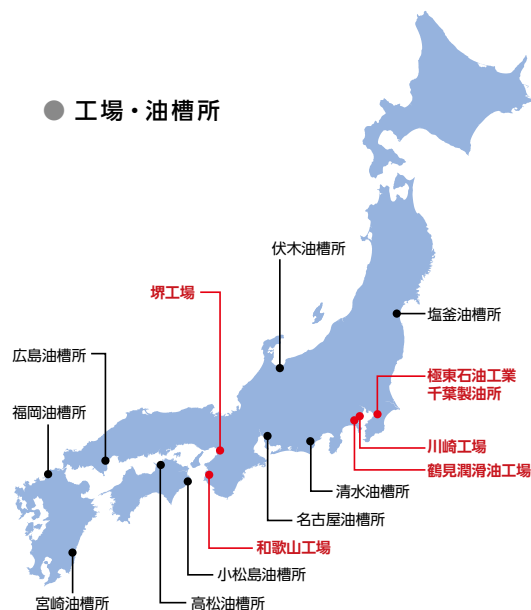 工場・油槽所
伏木油槽所
堺工場
塩釜油槽所
広島油槽所
極東石油工業
千葉製油所
福岡油槽所
川崎工場
鶴見潤滑油工場
清水油槽所
名古屋油槽所
和歌山工場
小松島油槽所
宮崎油槽所
高松油槽所